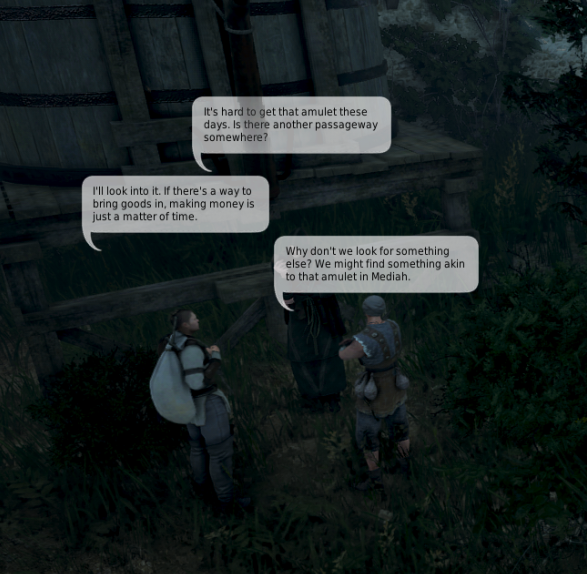 It's hard to get that amulet these
days. Is there another passageway
somewhere?
I'll look into it. If there's a way to
bring goods in, making money is
just a matter of time.
Why don't we look for something
else? We might find something akin
to that amulet in Mediah.